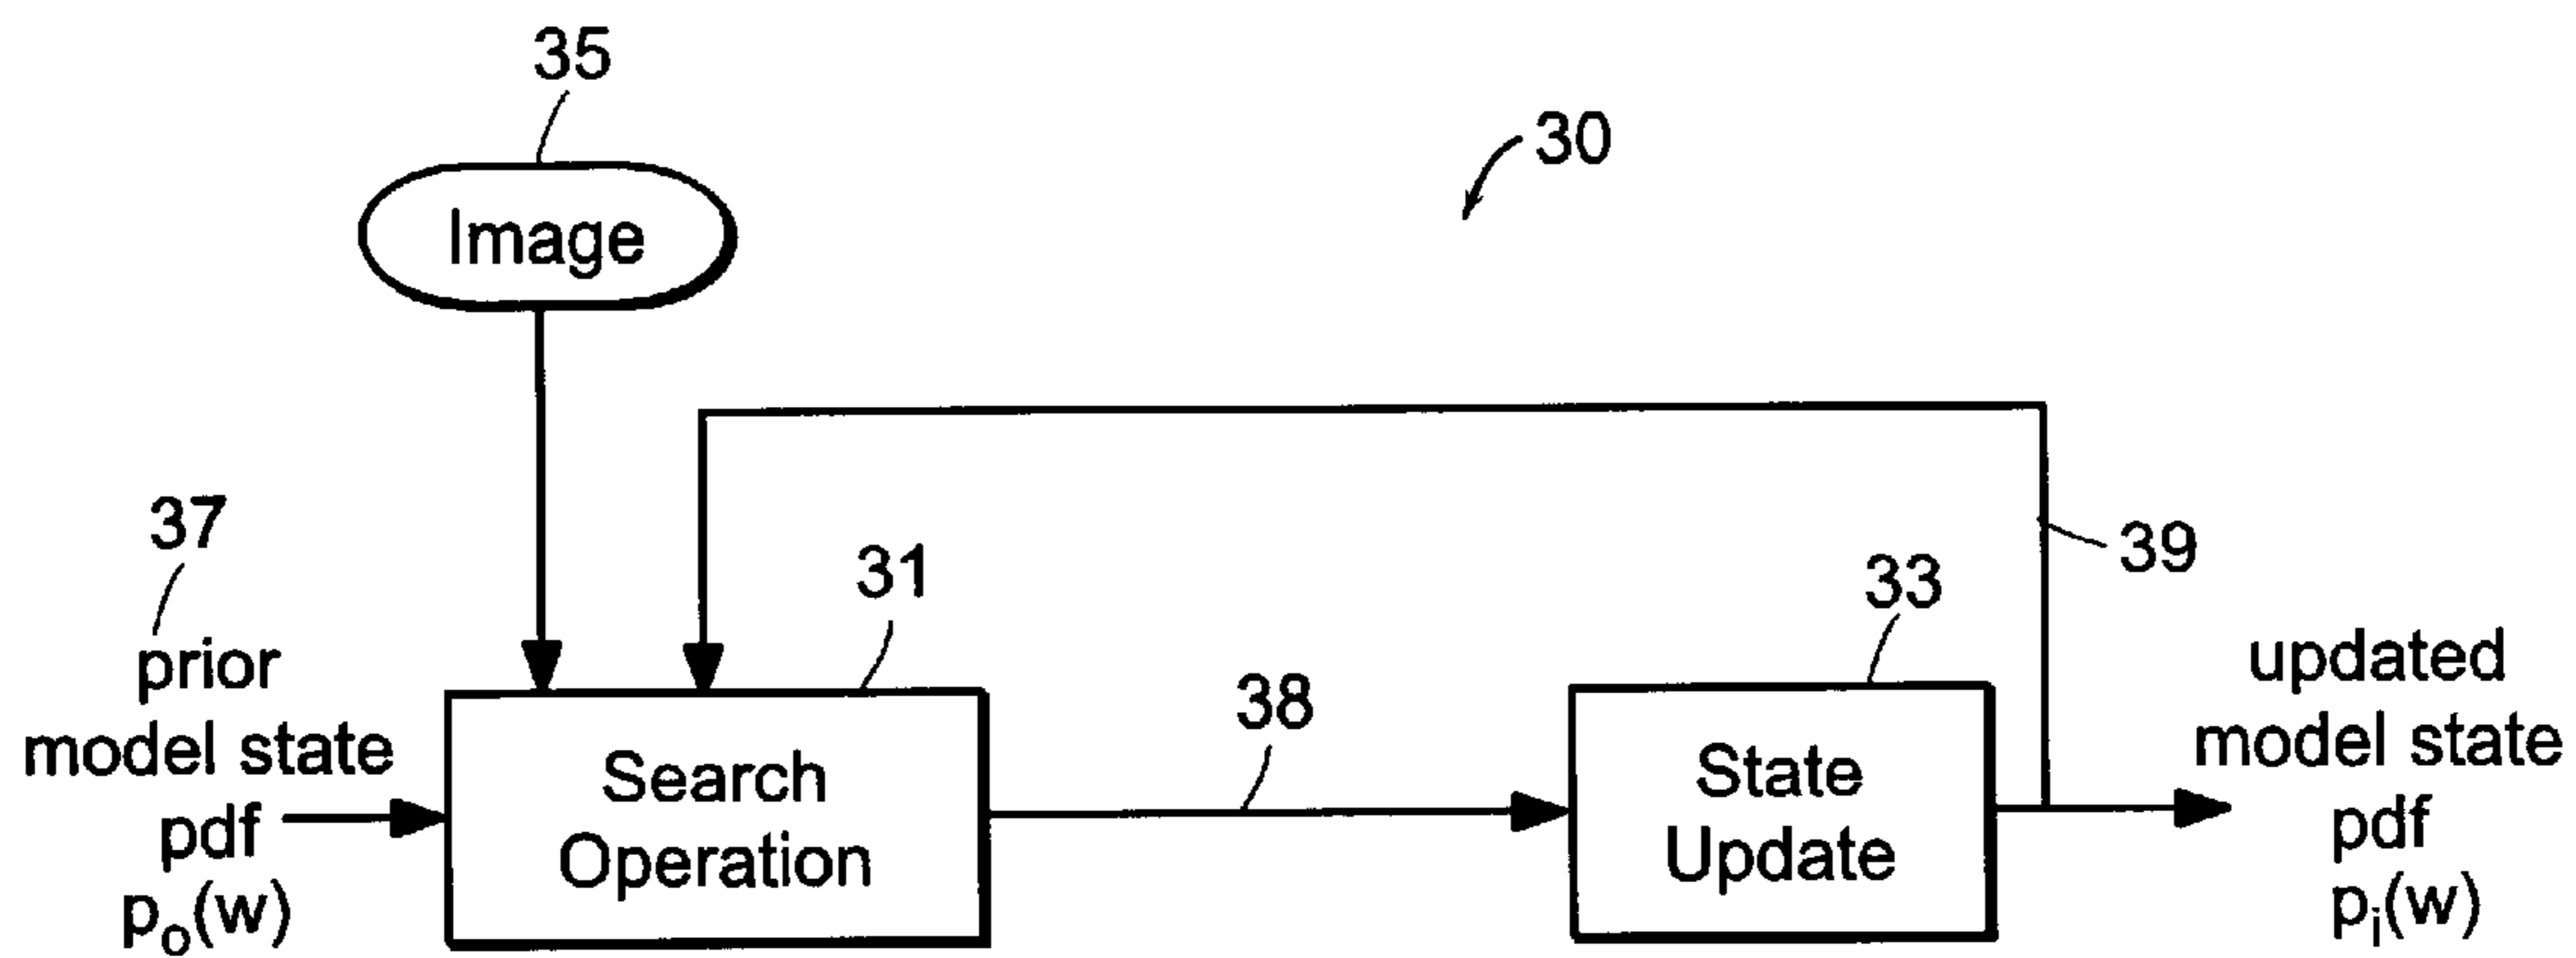 35
Image
30
37
prior
model state
pdf
p₀(w)
31
Search
Operation
38
33
State
Update
39
updated
model state
pdf
pᵢ(w)